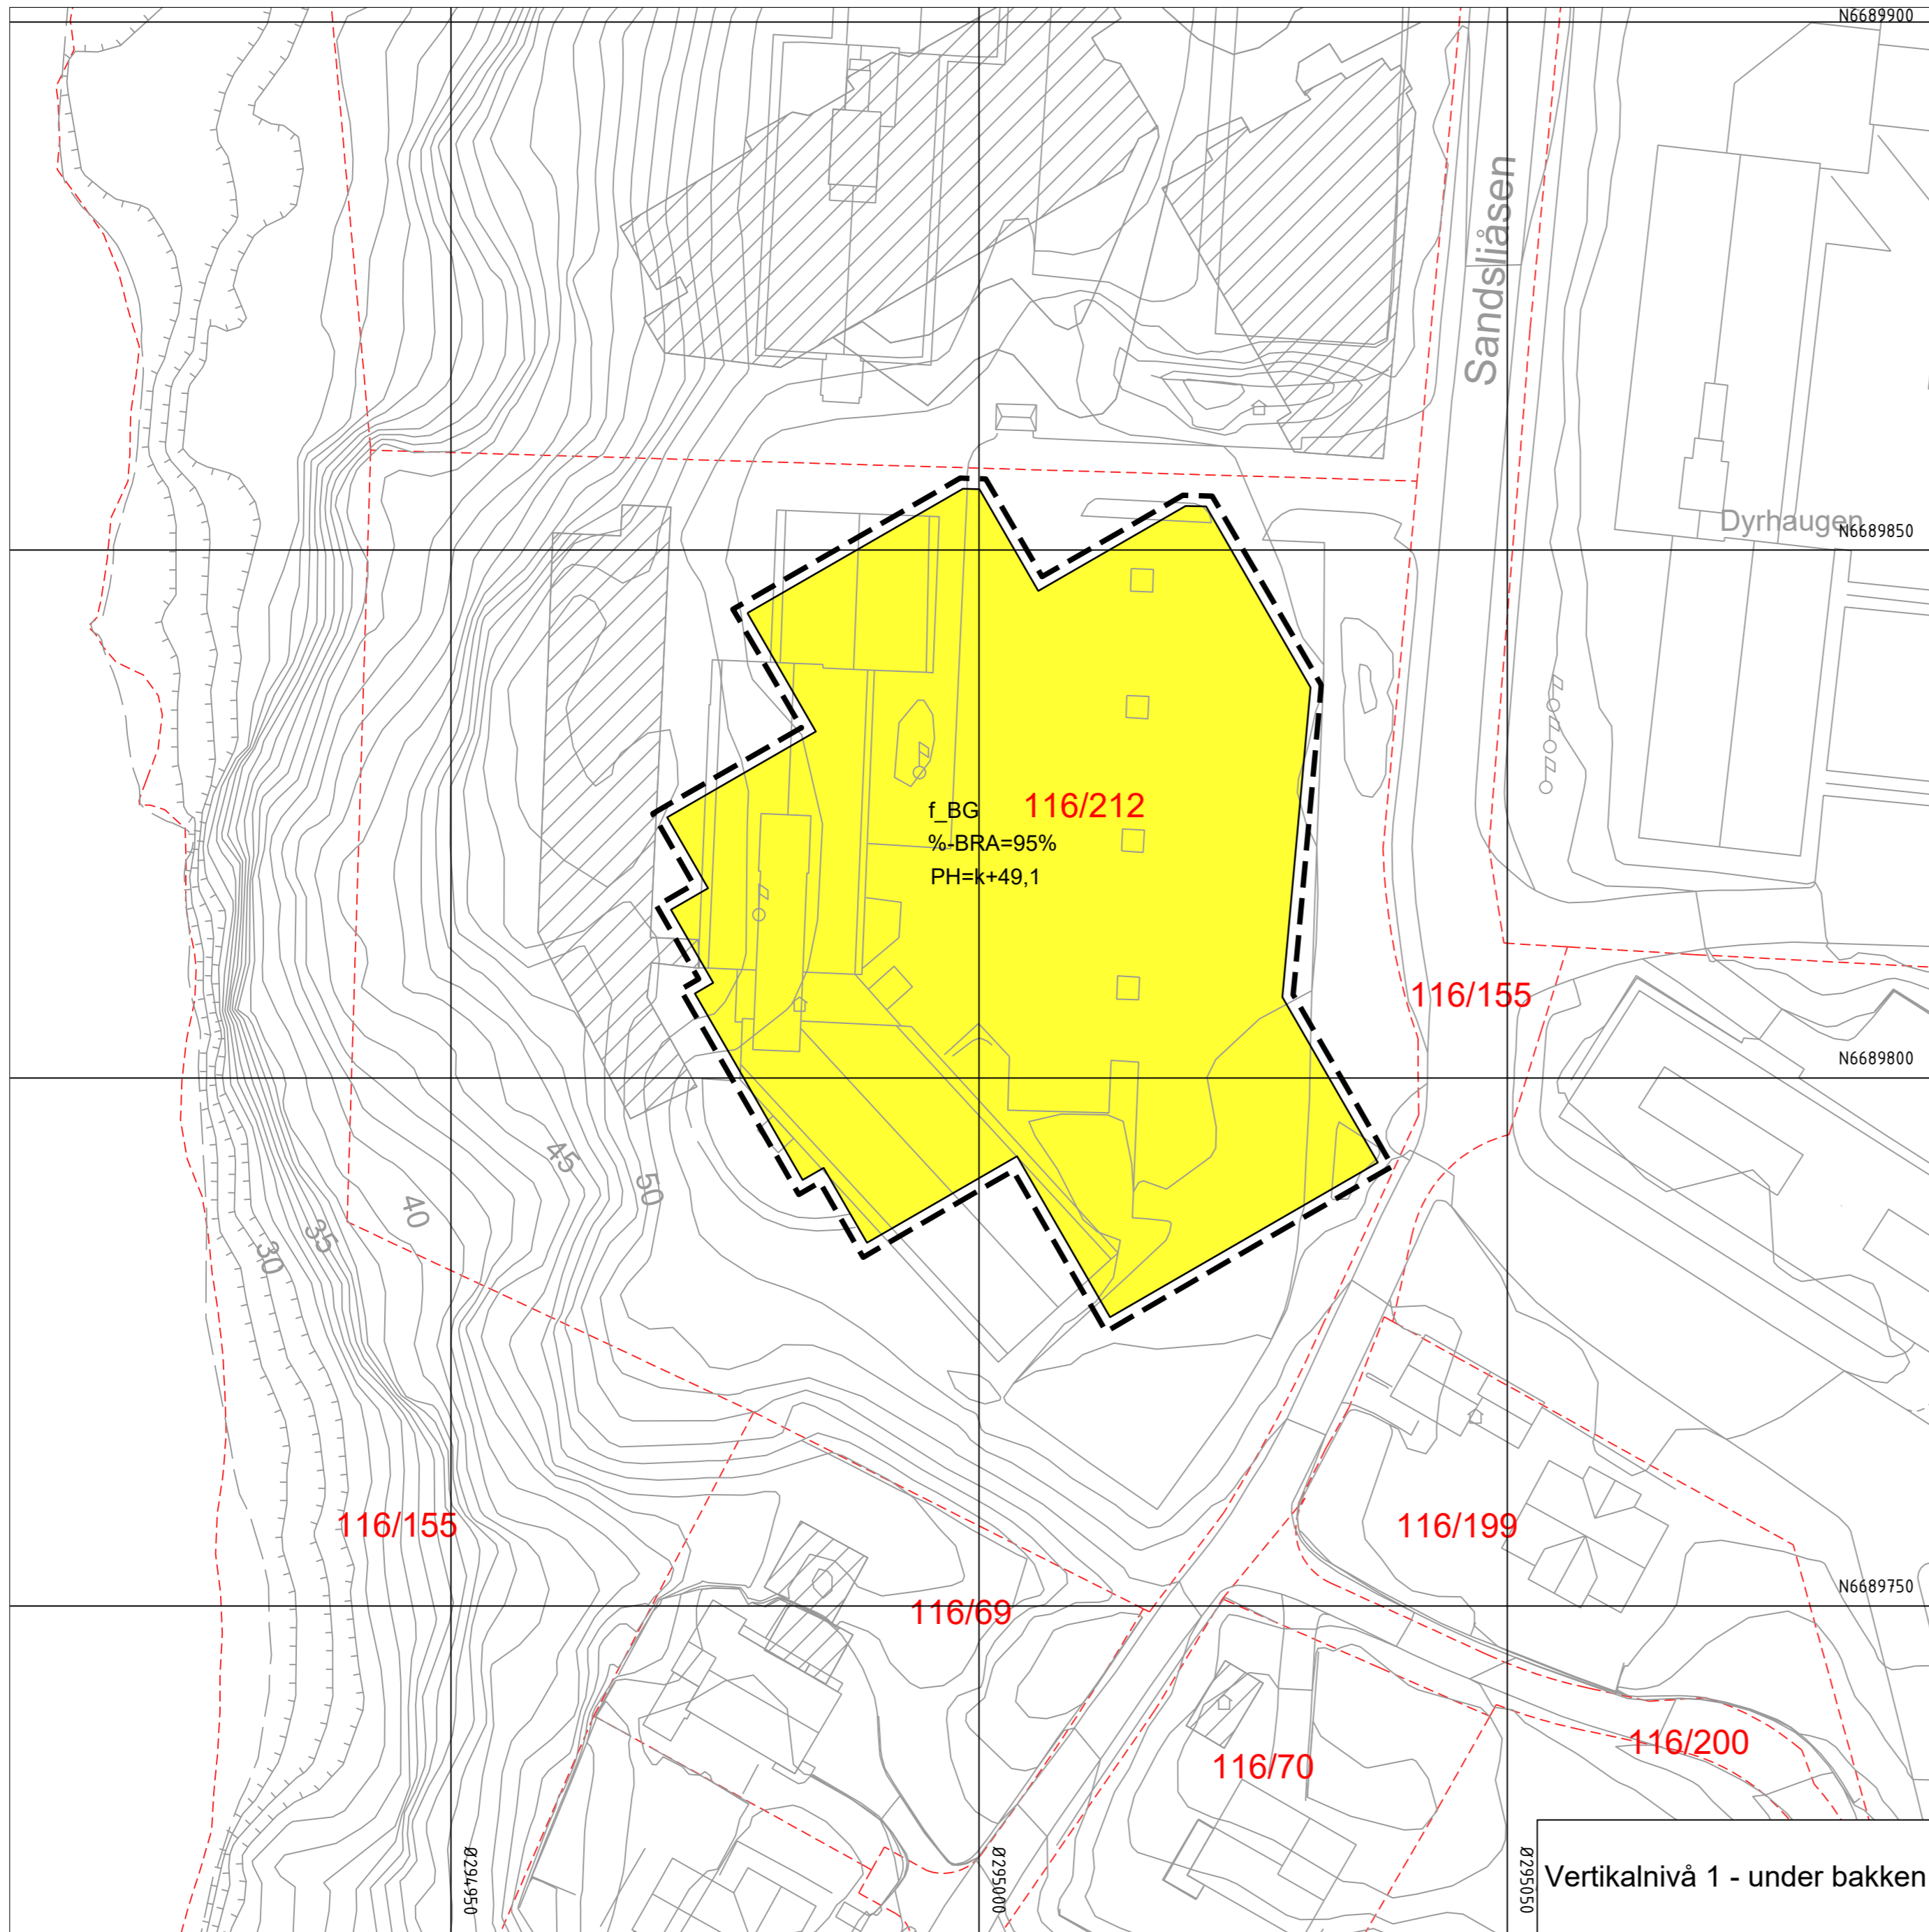 N6689900
Sandsliåsen
Dyrhaugen
N6689850
f_BG
116/212
%-BRA=95%
PH=k+49,1
116/155
N6689800
45
50
40
35
30
116/155
116/199
N6689750
116/69
116/200
116/70
Ø294950
Ø295000
Ø295050
Vertikalnivå 1 - under bakken